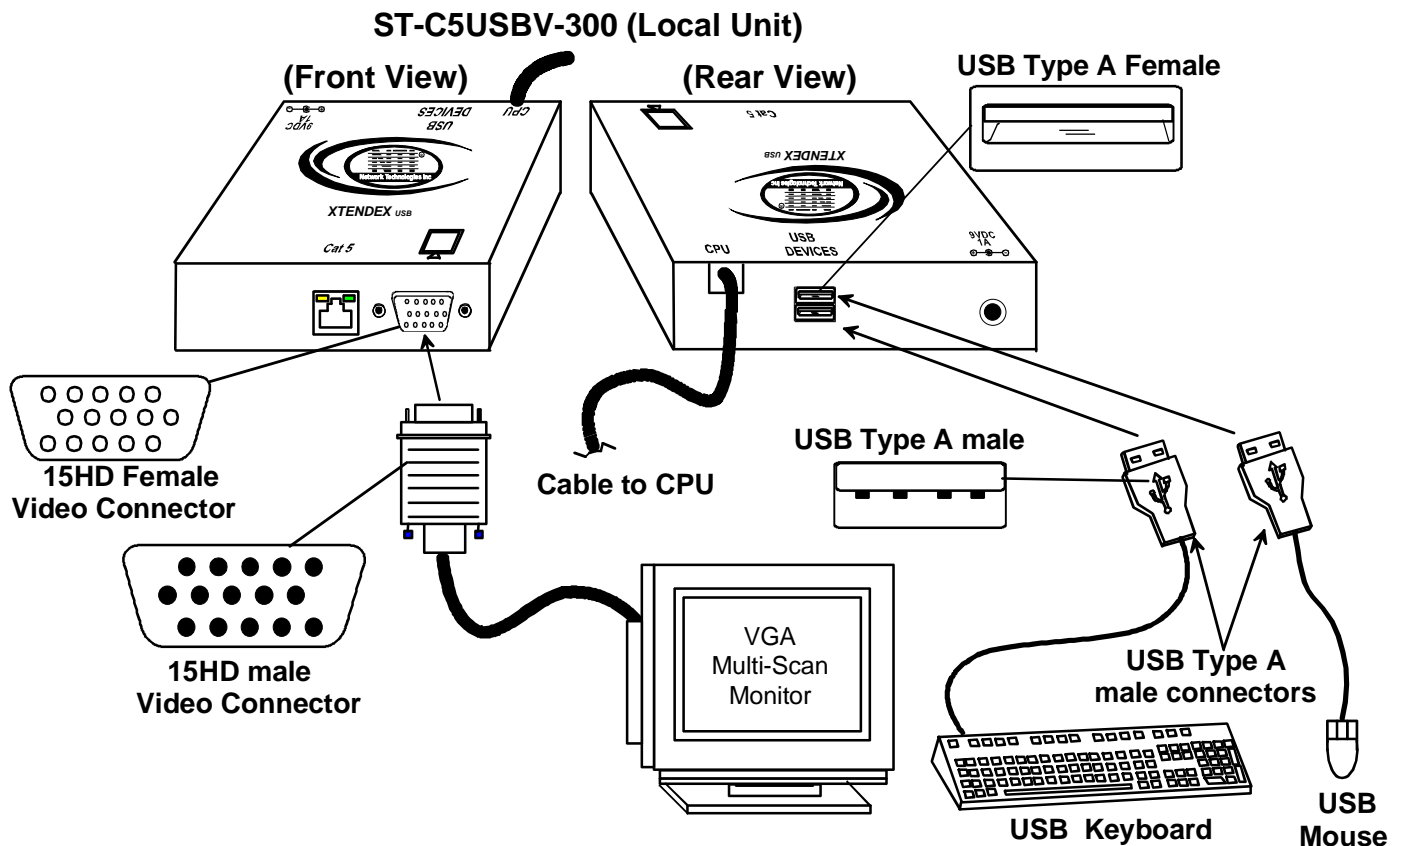 ST-C5USBV-300 (Local Unit)
(Front View)
(Rear View)
USB Type A Female
9VDC
1A
USB
DEVICES
CPU
Network Technologies Inc
XTENDEX USB
Cat 5
Cat 5
XTENDEX USB
Network Technologies Inc
CPU
USB
DEVICES
9VDC
1A
15HD Female
Video Connector
15HD male
Video Connector
Cable to CPU
USB Type A male
VGA
Multi-Scan
Monitor
USB Type A
male connectors
USB Keyboard
USB
Mouse